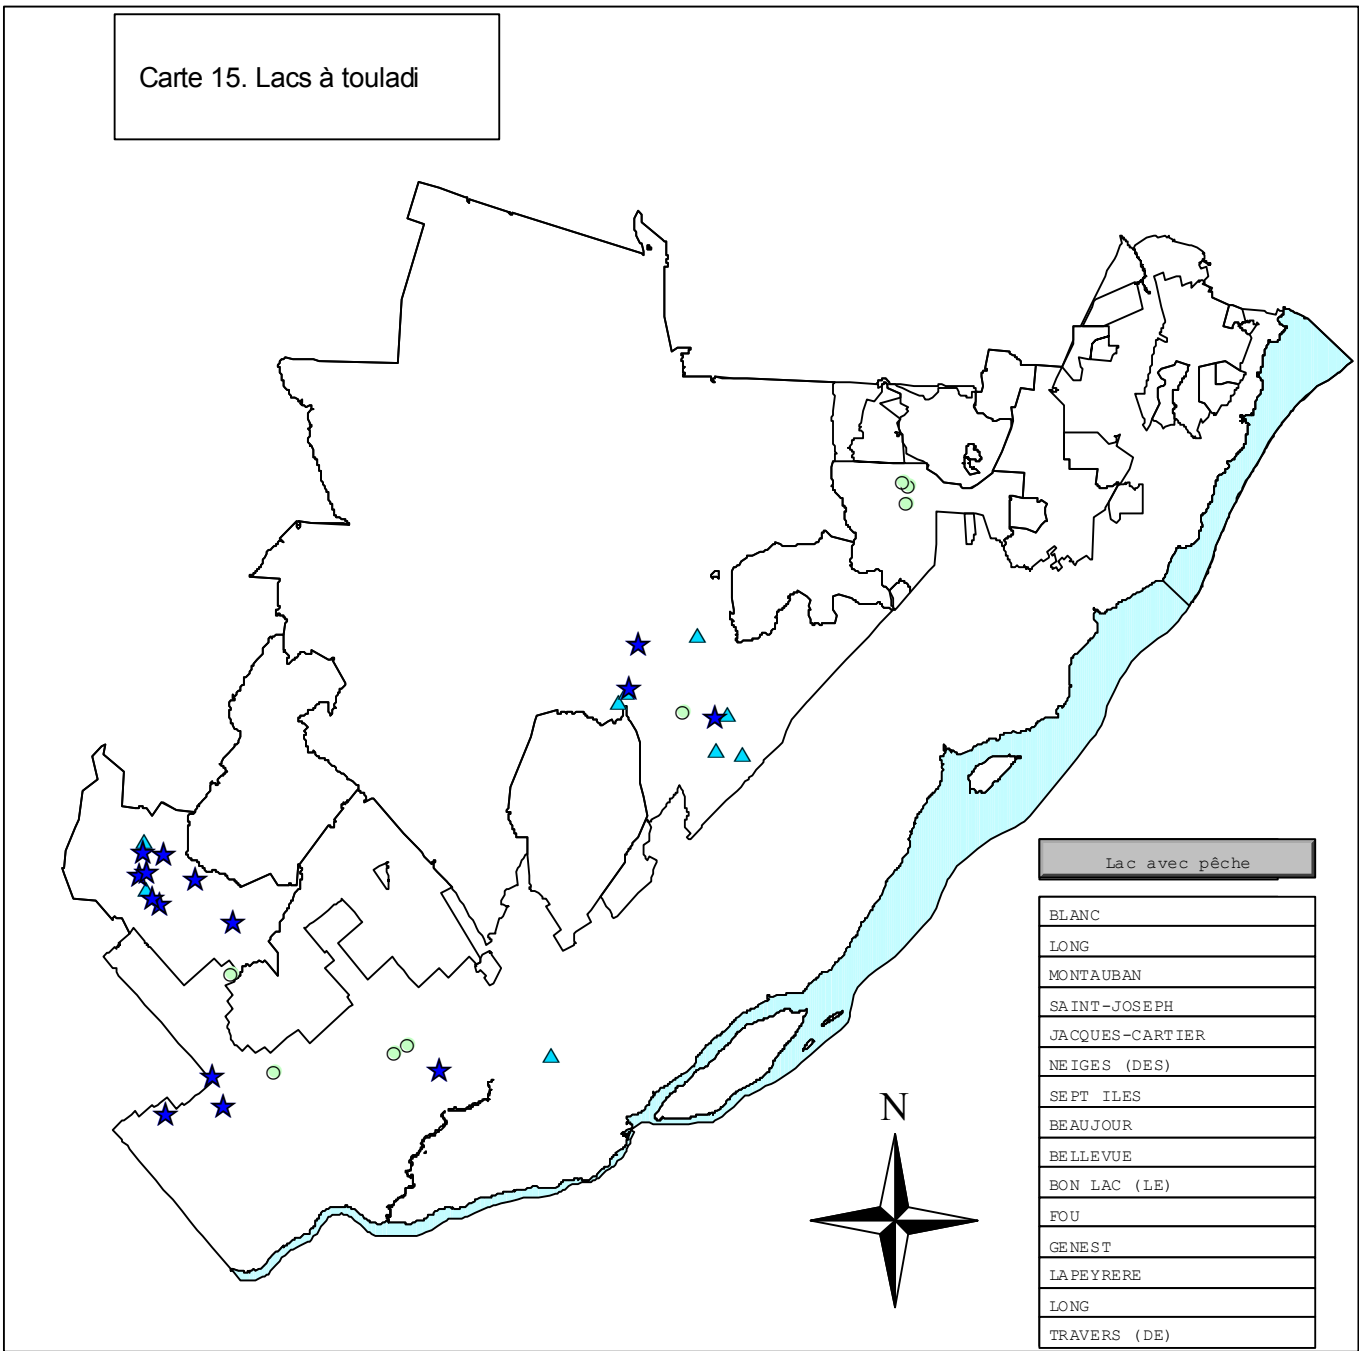 Carte 15. Lacs à touladi
N
Lac avec pêche
BLANC
LONG
MONTAUBAN
SAINT-JOSEPH
JACQUES-CARTIER
NEIGES (DES)
SEPT ILES
BEAUJOUR
BELLEVUE
BON LAC (LE)
FOU
GENEST
LAPEYRERE
LONG
TRAVERS (DE)